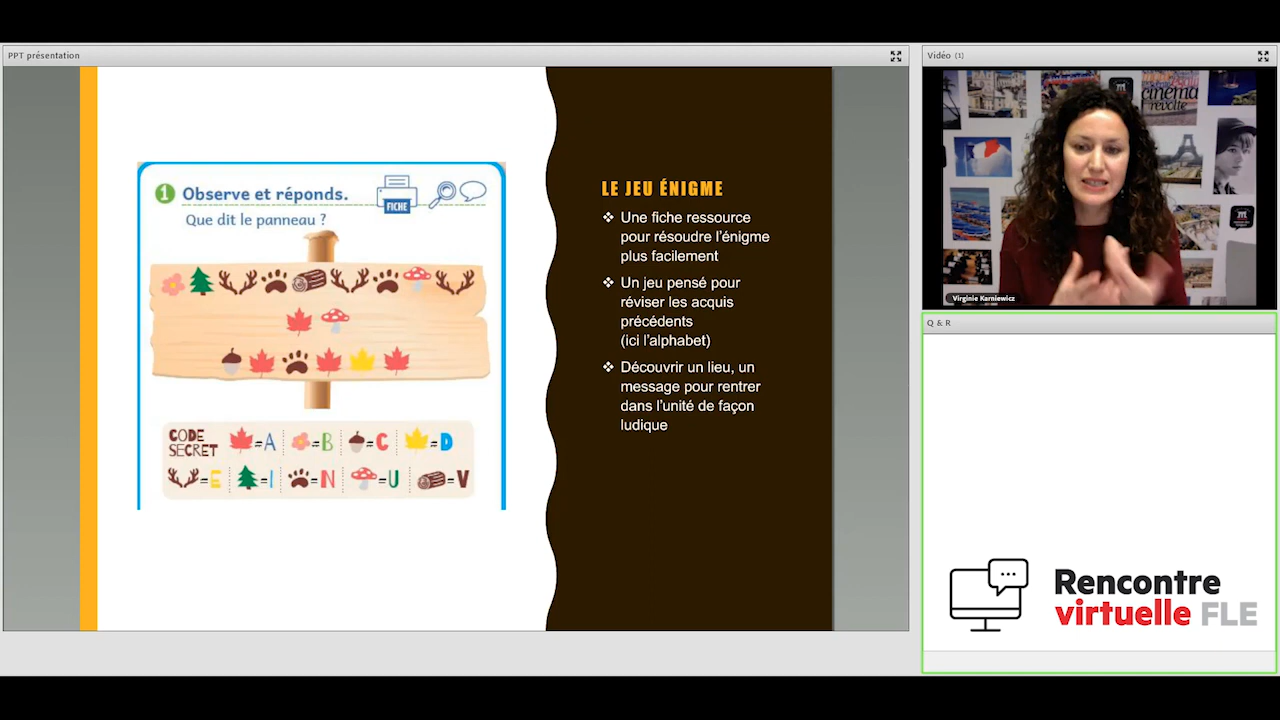 PPT présentation
1 Observe et réponds.
FICHE
Que dit le panneau ?
CODE SECRET =A =B =C =D
=E =I =N =U =V
LE JEU ÉNIGME
❖ Une fiche ressource
pour résoudre l'énigme
plus facilement
❖ Un jeu pensé pour
réviser les acquis
précédents
(ici l'alphabet)
❖ Découvrir un lieu, un
message pour rentrer
dans l'unité de façon
ludique
Vidéo (1)
cinéma
révolte
Virginie Karniewicz
Q & R
Rencontre
virtuelle FLE